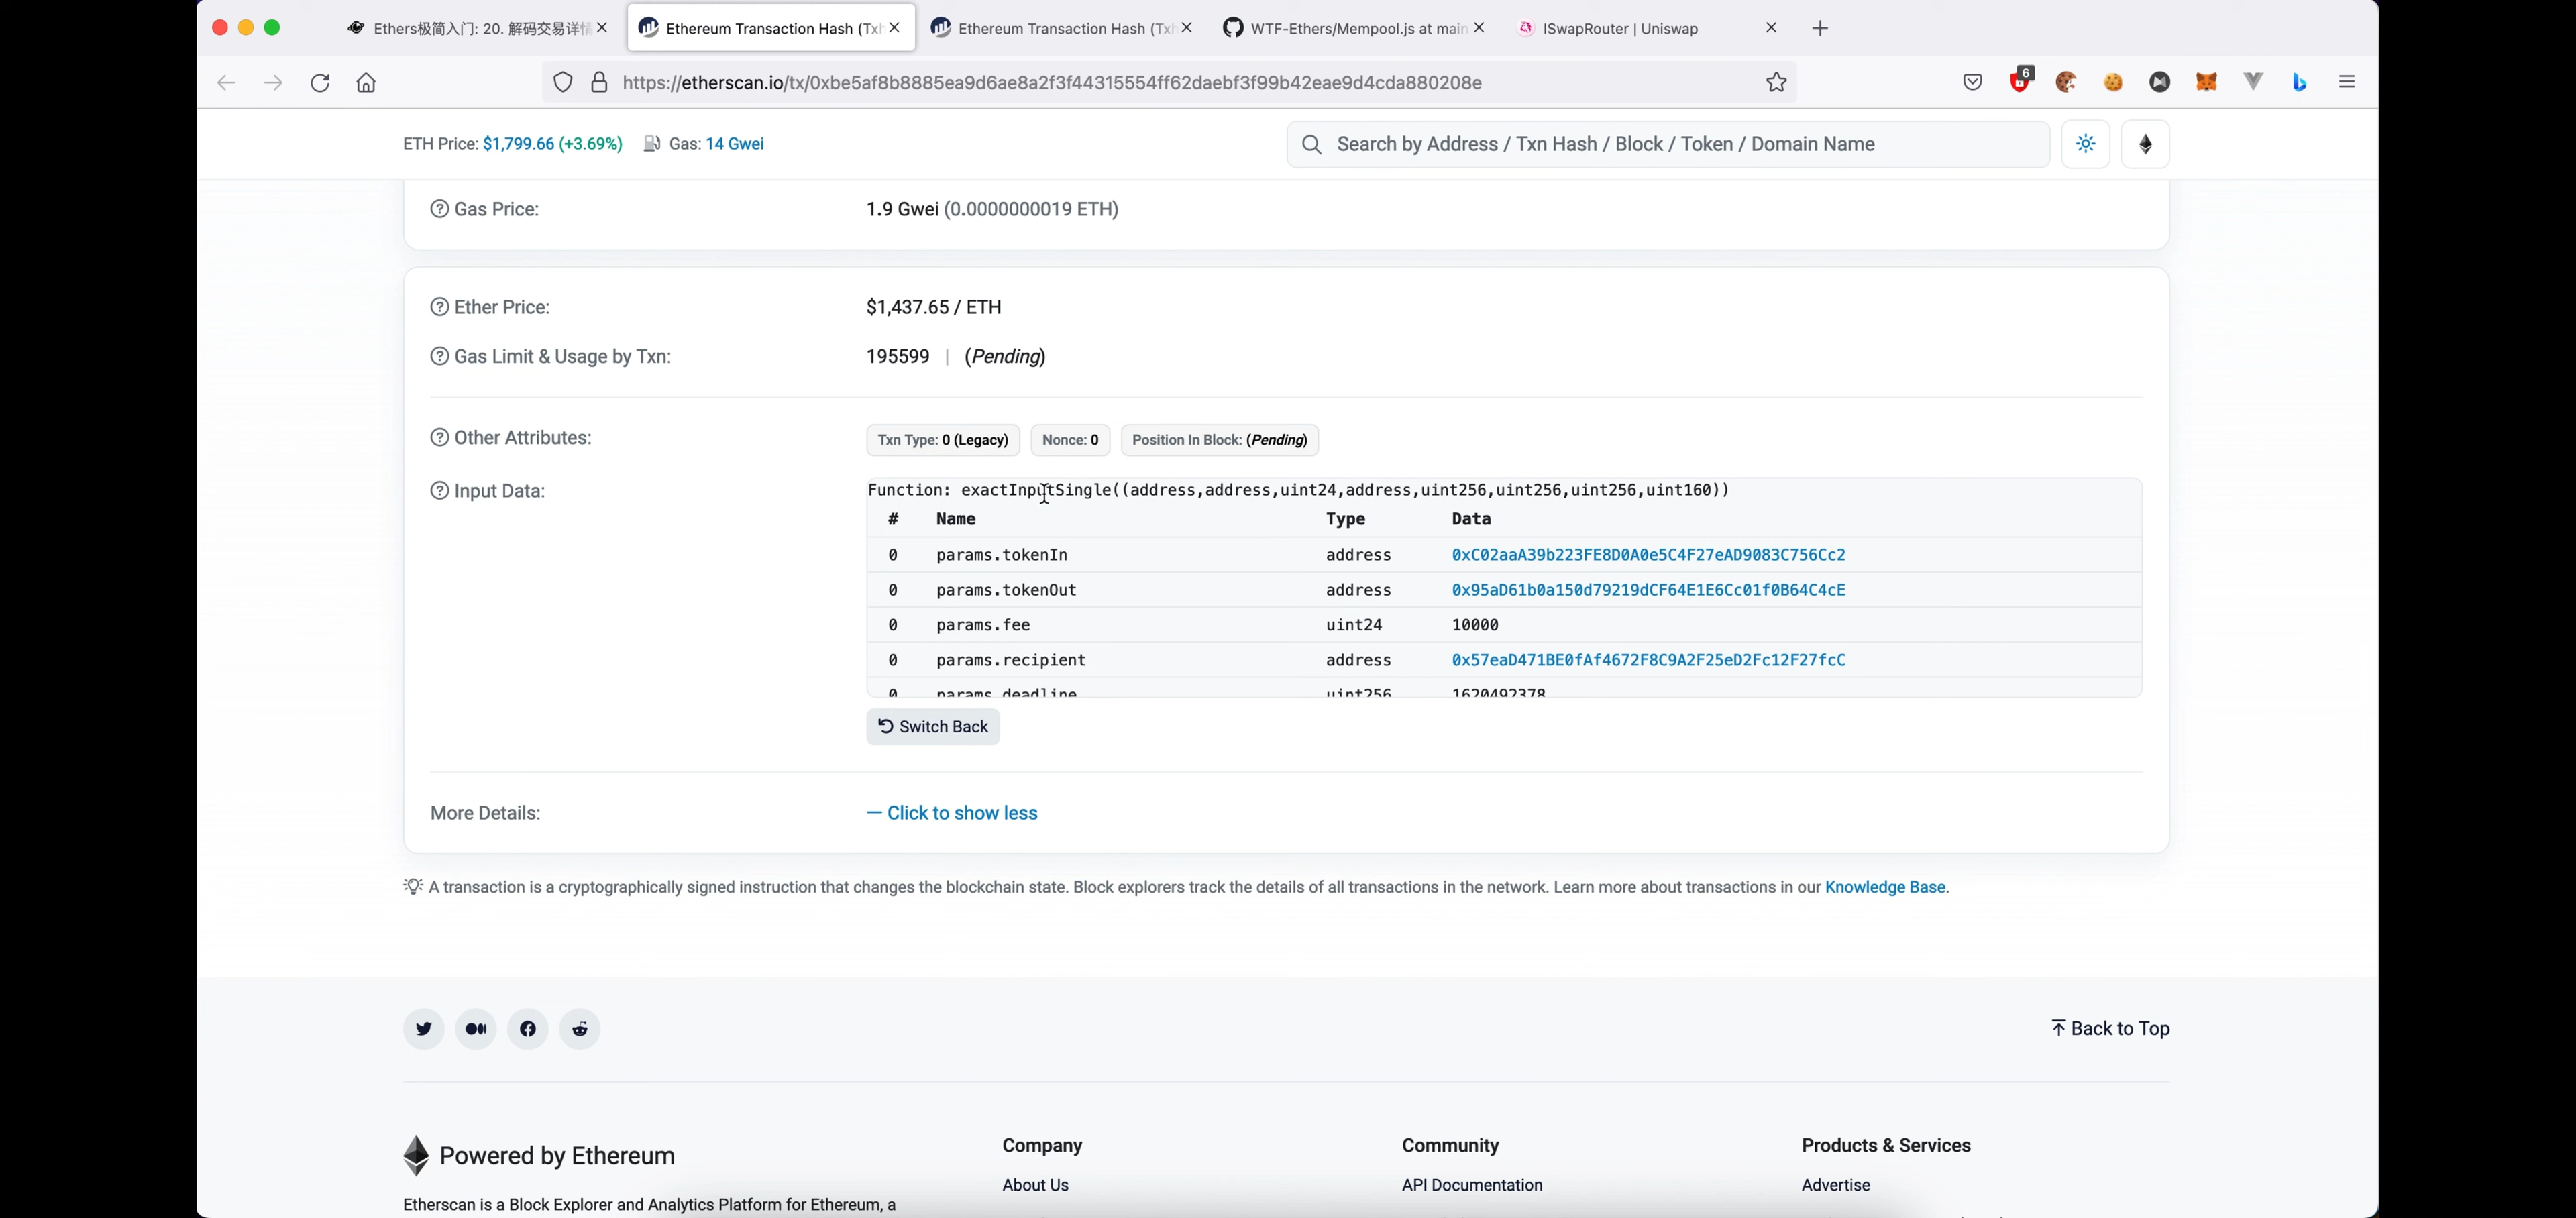 Ethers极简入门: 20. 解码交易详情
Ethereum Transaction Hash (Txh
Ethereum Transaction Hash (Txh
WTF-Ethers/Mempool.js at main
ISwapRouter | Uniswap
https://etherscan.io/tx/0xbe5af8b8885ea9d6ae8a2f3f44315554ff62daebf3f99b42eae9d4cda880208e
6
ETH Price: $1,799.66 (+3.69%)
Gas: 14 Gwei
Search by Address / Txn Hash / Block / Token / Domain Name
Gas Price:
1.9 Gwei (0.0000000019 ETH)
Ether Price:
$1,437.65 / ETH
Gas Limit & Usage by Txn:
195599 | (Pending)
Other Attributes:
Txn Type: 0 (Legacy)
Nonce: 0
Position In Block: (Pending)
Input Data:
Function: exactInputSingle((address,address,uint24,address,uint256,uint256,uint256,uint160))
# Name Type Data
0 params.tokenIn address 0xC02aaA39b223FE8D0A0e5C4F27eAD9083C756Cc2
0 params.tokenOut address 0x95aD61b0a150d79219dCF64E1E6Cc01f0B64C4cE
0 params.fee uint24 10000
0 params.recipient address 0x57eaD471BE0fAf4672F8C9A2F25eD2Fc12F27fcC
0 params.deadline uint256 1620492378
Switch Back
More Details:
— Click to show less
A transaction is a cryptographically signed instruction that changes the blockchain state. Block explorers track the details of all transactions in the network. Learn more about transactions in our Knowledge Base.
Back to Top
Powered by Ethereum
Company
Community
Products & Services
About Us
API Documentation
Advertise
Etherscan is a Block Explorer and Analytics Platform for Ethereum, a